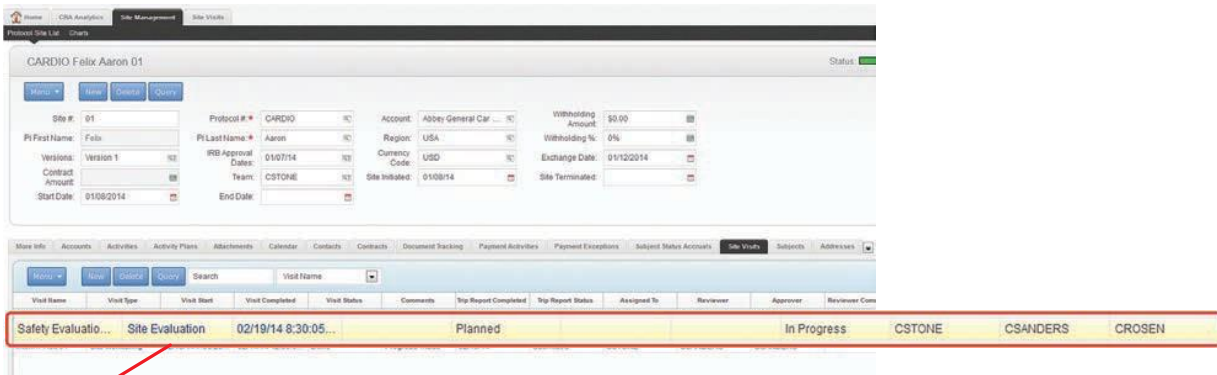 Home CRA Analytics Site Management Site Visits
Protocol Site List Charts
CARDIO Felix Aaron 01 Status:
Menu New Delete Query
Site #: 01 Protocol #: * CARDIO Account: Abbey General Car ... Withholding Amount: $0.00
PI First Name: Felix PI Last Name: * Aaron Region: USA Withholding %: 0%
Versions: Version 1 IRB Approval Dates: 01/07/14 Currency Code: USD Exchange Date: 01/12/2014
Contract Amount: Team: CSTONE Site Initiated: 01/08/14 Site Terminated:
Start Date: 01/08/2014 End Date:
More Info Accounts Activities Activity Plans Attachments Calendar Contacts Contracts Document Tracking Payment Activities Payment Exceptions Subject Status Accruals Site Visits Subjects Addresses
Menu New Delete Query Search Visit Name
Visit Name Visit Type Visit Start Visit Completed Visit Status Comments Trip Report Completed Trip Report Status Assigned To Reviewer Approver Reviewer Com
Safety Evaluatio... Site Evaluation 02/19/14 8:30:05... Planned In Progress CSTONE CSANDERS CROSEN